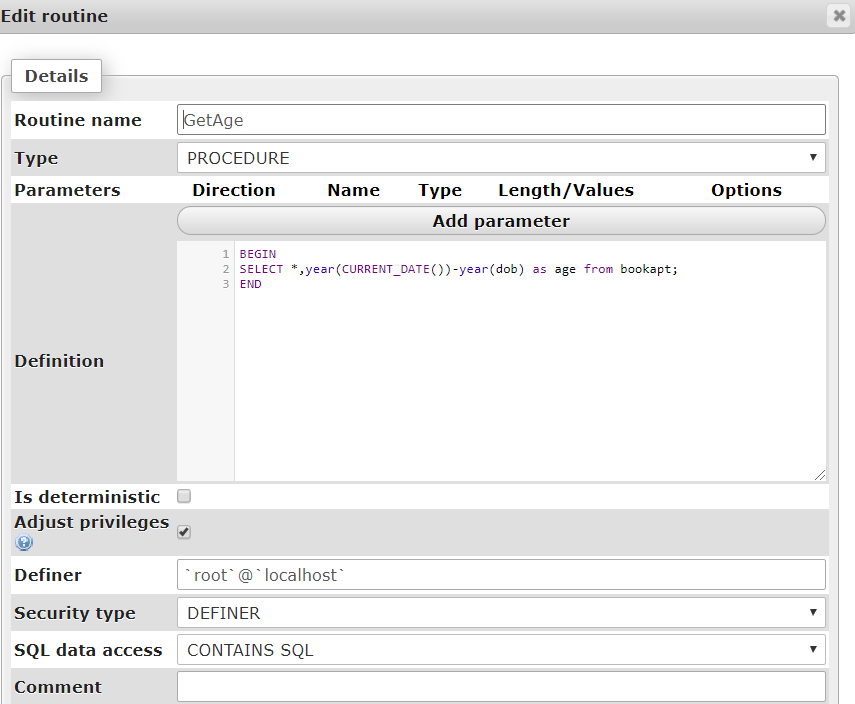 Edit routine
Details
Routine name GetAge
Type PROCEDURE
Parameters Direction Name Type Length/Values Options
Add parameter
Definition
1 BEGIN
2 SELECT *,year(CURRENT_DATE())-year(dob) as age from bookapt;
3 END
Is deterministic
Adjust privileges
Definer `root`@`localhost`
Security type DEFINER
SQL data access CONTAINS SQL
Comment